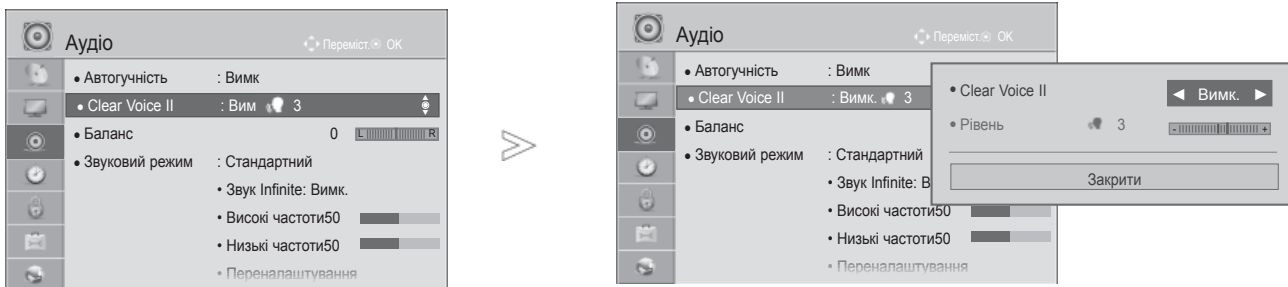 Аудіо
Переміст. ОК
• Автогучність : Вимк
• Clear Voice II : Вим 3
• Баланс 0 L R
• Звуковий режим : Стандартний
• Звук Infinite: Вимк.
• Високі частоти50
• Низькі частоти50
• Переналаштування
Аудіо
Переміст. ОК
• Автогучність : Вимк
• Clear Voice II : Вимк. 3
• Баланс
• Звуковий режим : Стандартний
• Звук Infinite: В
• Високі частоти50
• Низькі частоти50
• Переналаштування
• Clear Voice II ◄ Вимк. ►
• Рівень 3 - +
Закрити